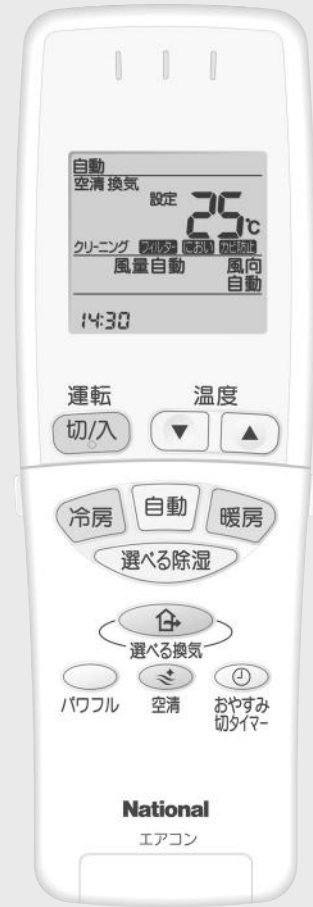 自動
空清 換気
設定 25℃
クリーニング フィルター におい カビ防止
風量自動 風向
自動
14:30
運転 温度
切/入 ▼ ▲
冷房 自動 暖房
選べる除湿
選べる換気
パワフル 空清 おやすみ
切タイマー
National
エアコン